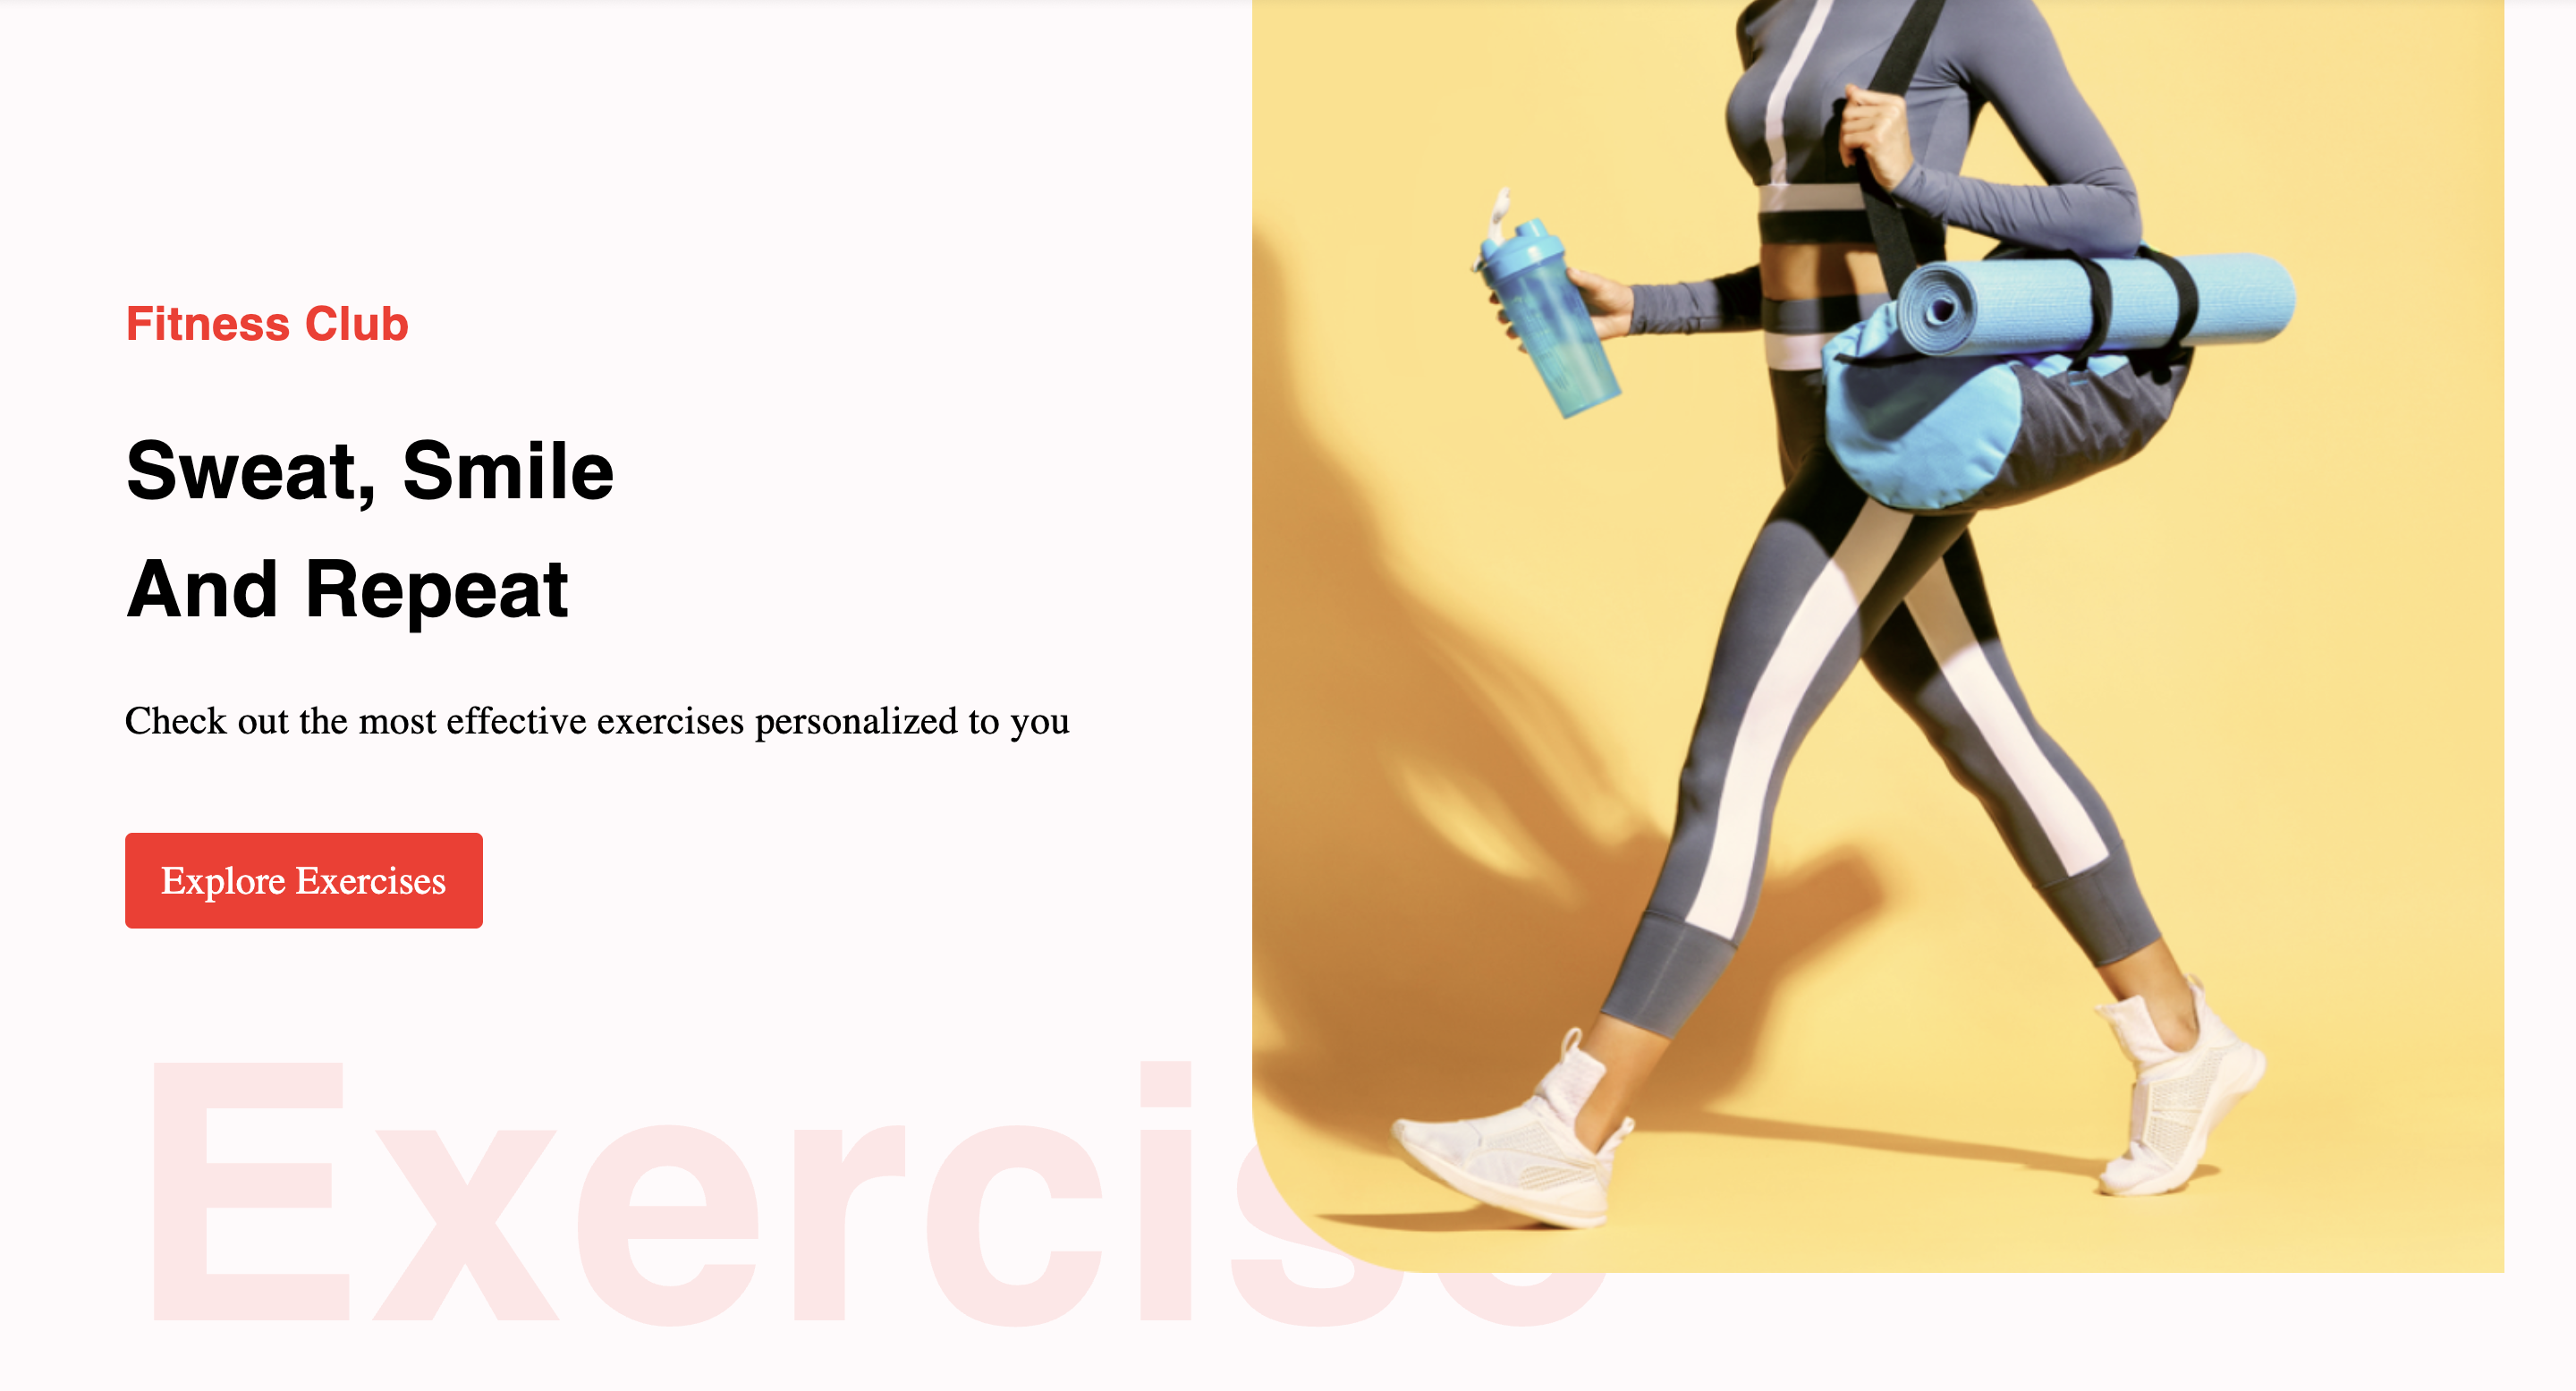 Fitness Club
Sweat, Smile
And Repeat
Check out the most effective exercises personalized to you
Explore Exercises
Exercise